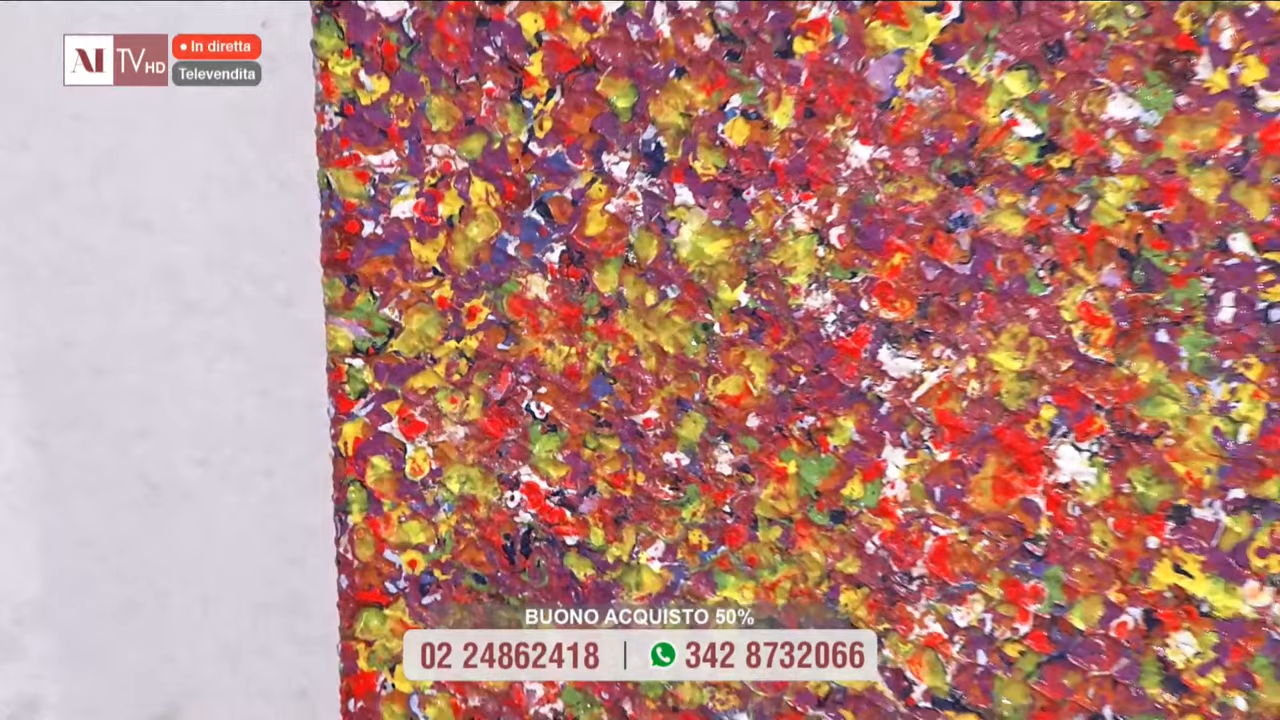 AI TV HD
• In diretta
Televendita
BUONO ACQUISTO 50%
02 24862418 | 342 8732066